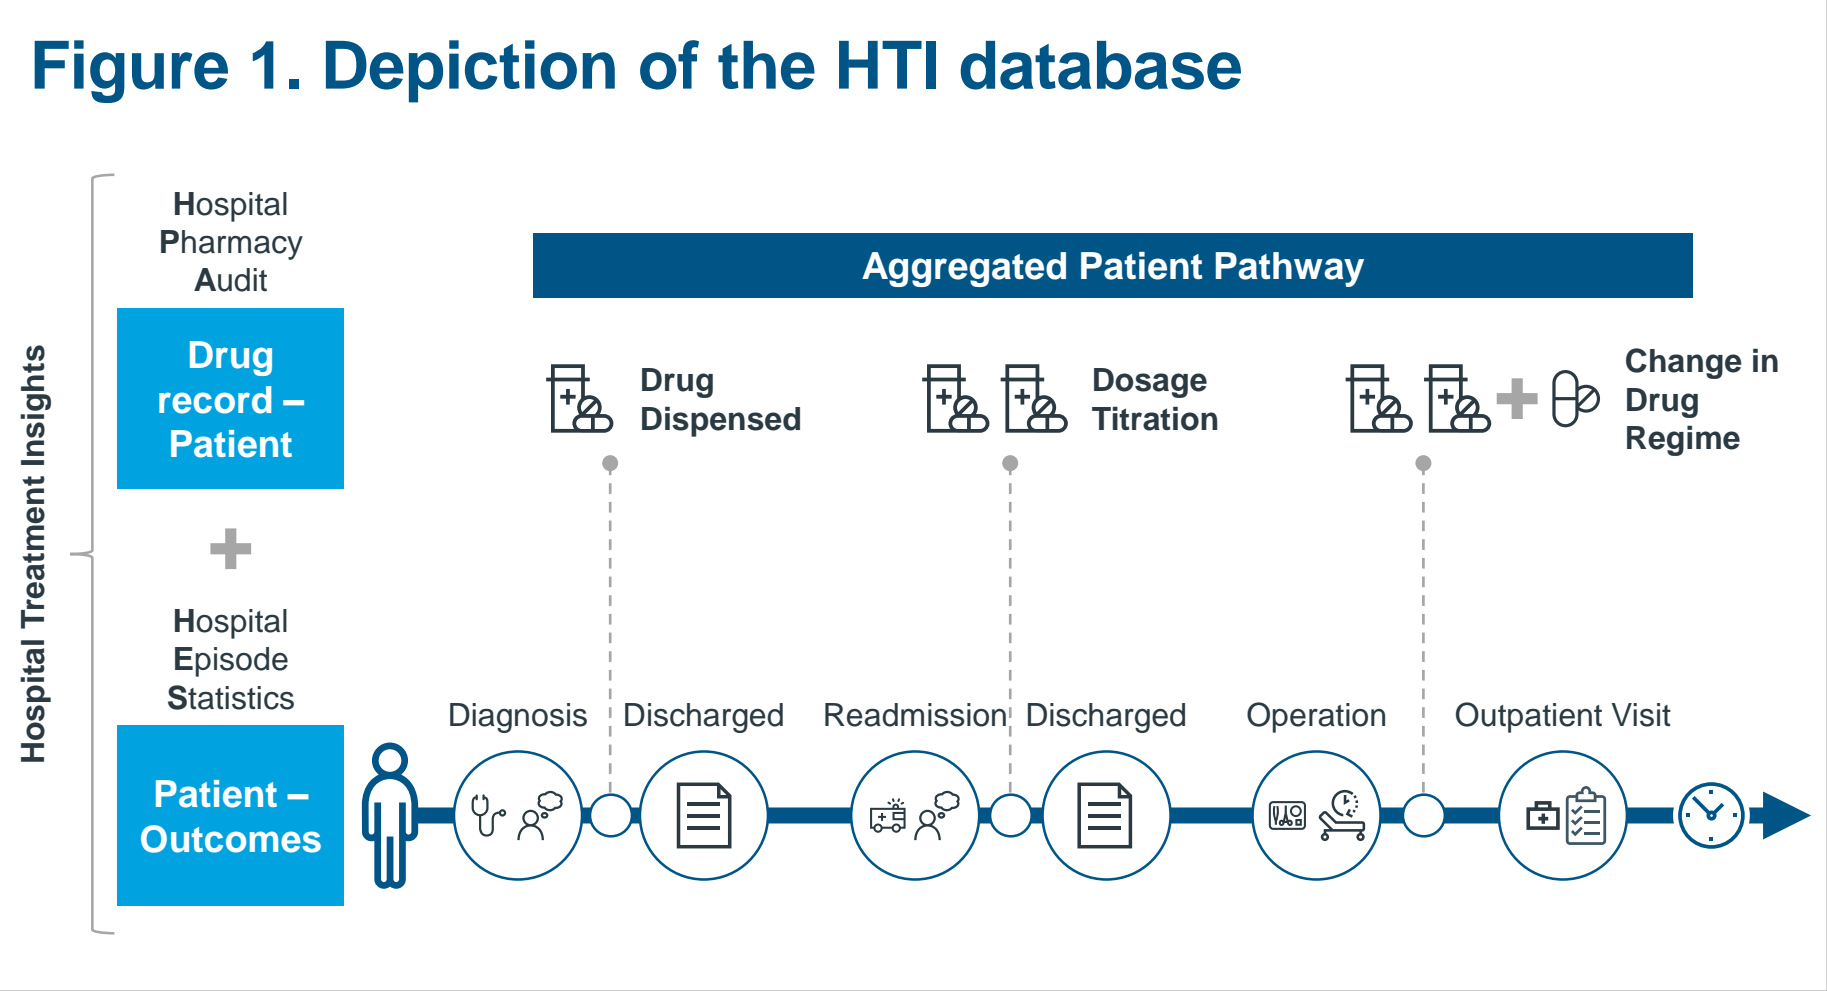 Figure 1. Depiction of the HTI database
Hospital Treatment Insights
Hospital
Pharmacy
Audit
Drug
record –
Patient
Hospital
Episode
Statistics
Patient –
Outcomes
Aggregated Patient Pathway
Drug
Dispensed
Dosage
Titration
Change in
Drug
Regime
Diagnosis
Discharged
Readmission
Discharged
Operation
Outpatient Visit